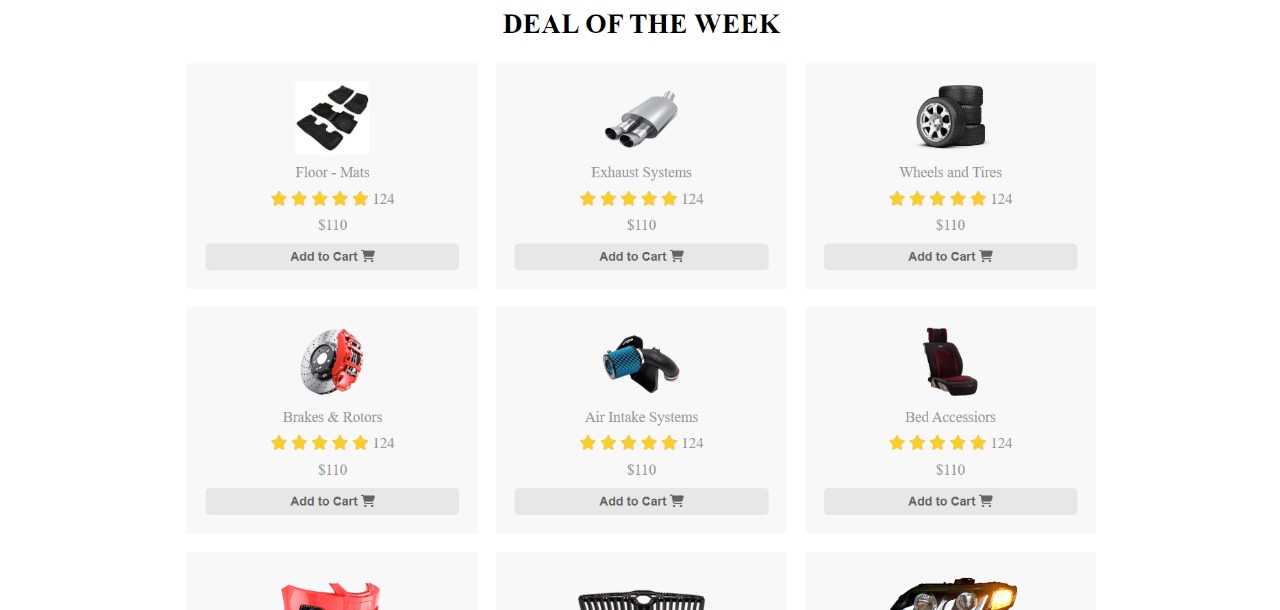 DEAL OF THE WEEK
Floor - Mats
124
$110
Add to Cart
Exhaust Systems
124
$110
Add to Cart
Wheels and Tires
124
$110
Add to Cart
Brakes & Rotors
124
$110
Add to Cart
Air Intake Systems
124
$110
Add to Cart
Bed Accessiors
124
$110
Add to Cart